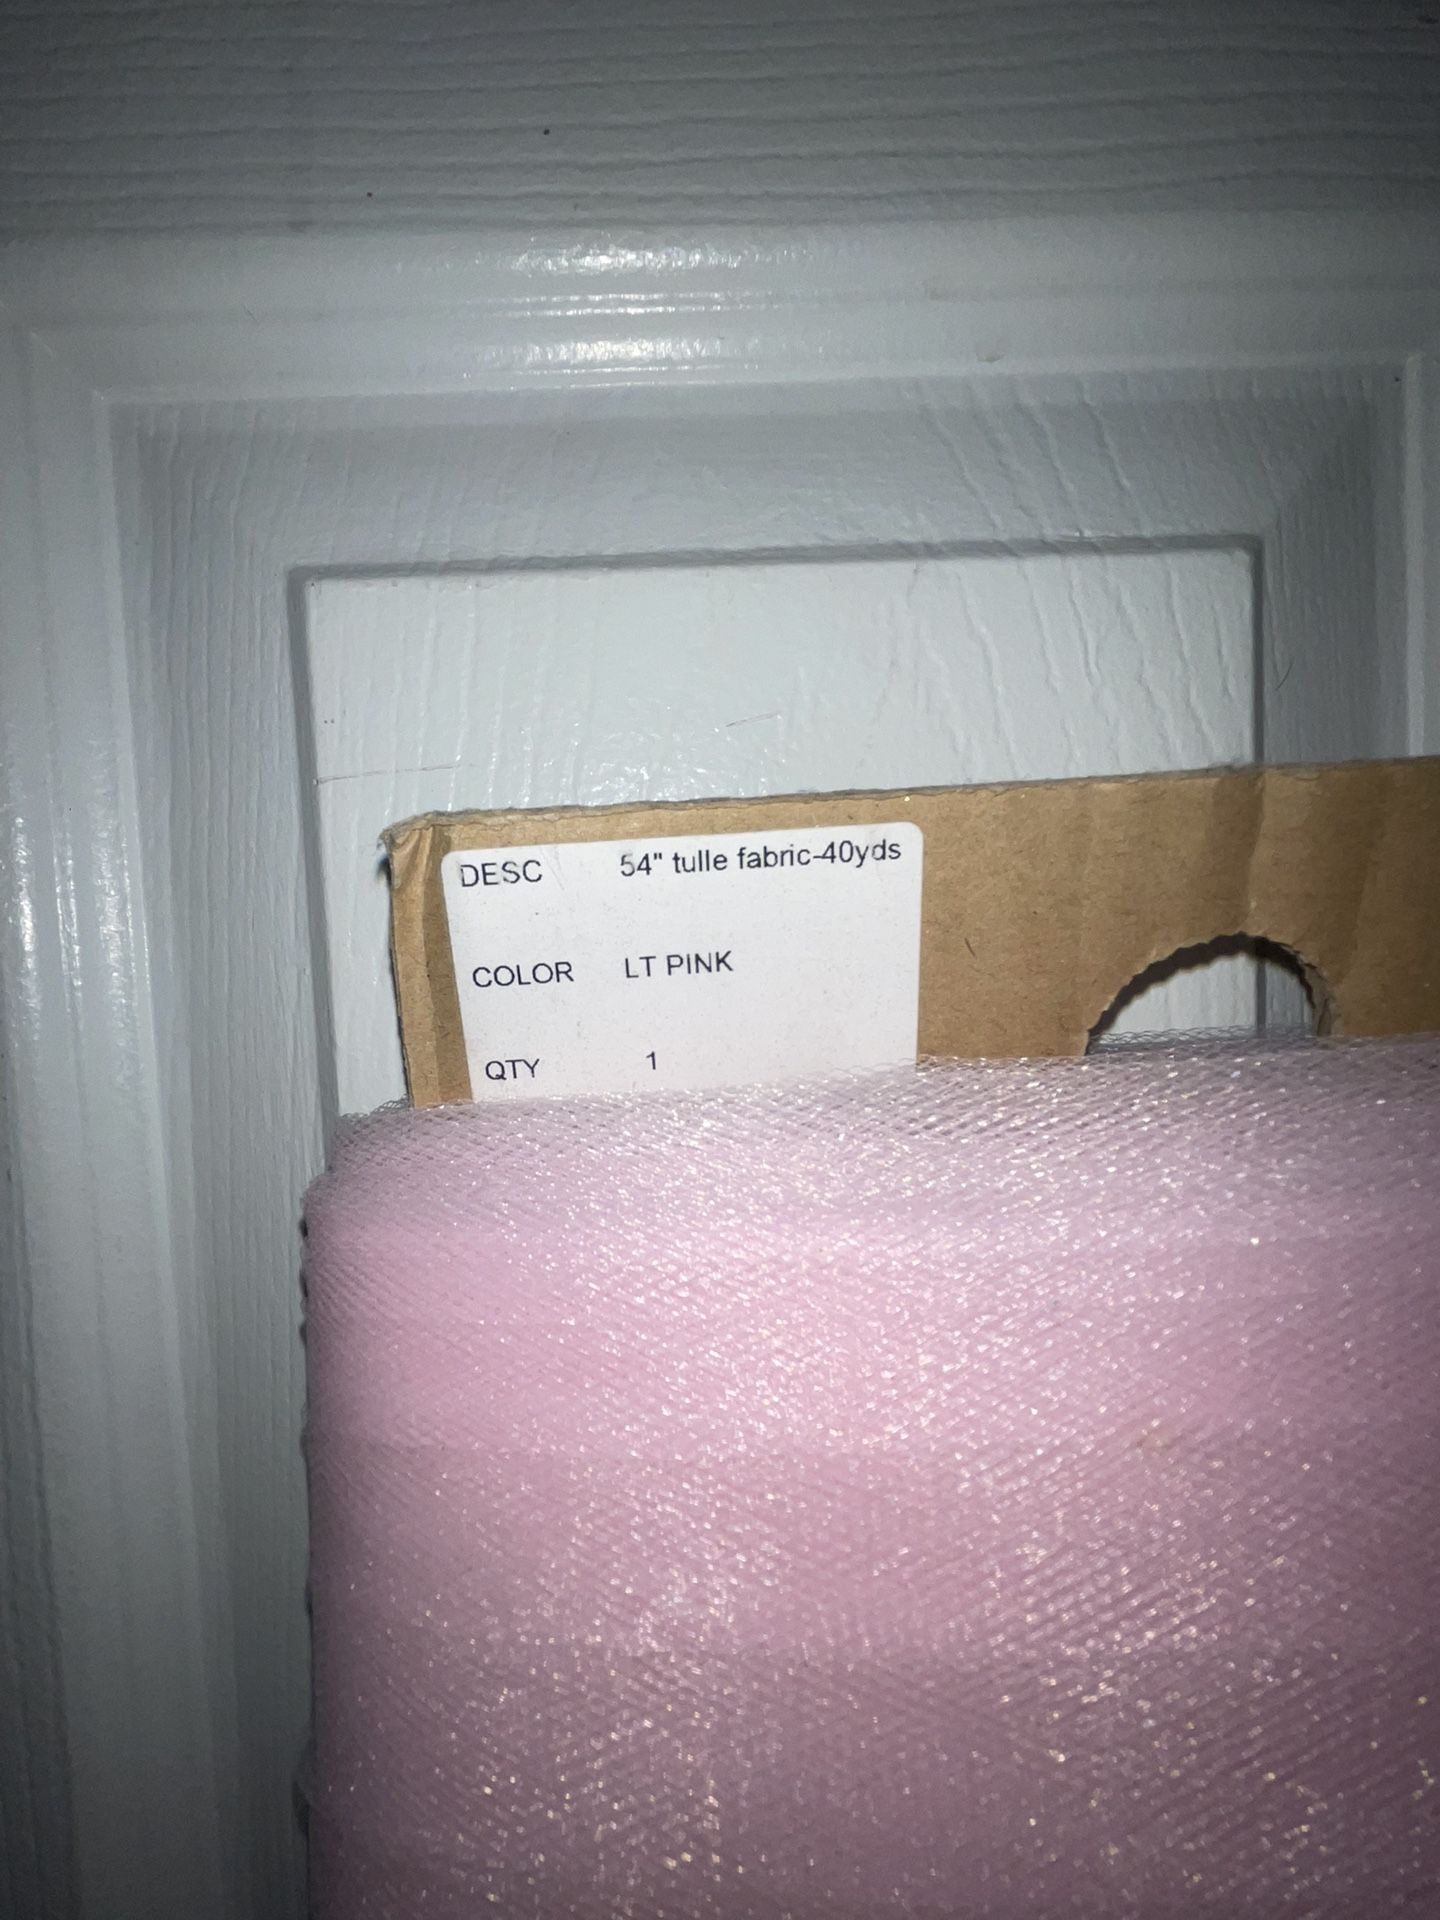 DESC 54" tulle fabric-40yds
COLOR LT PINK
QTY 1